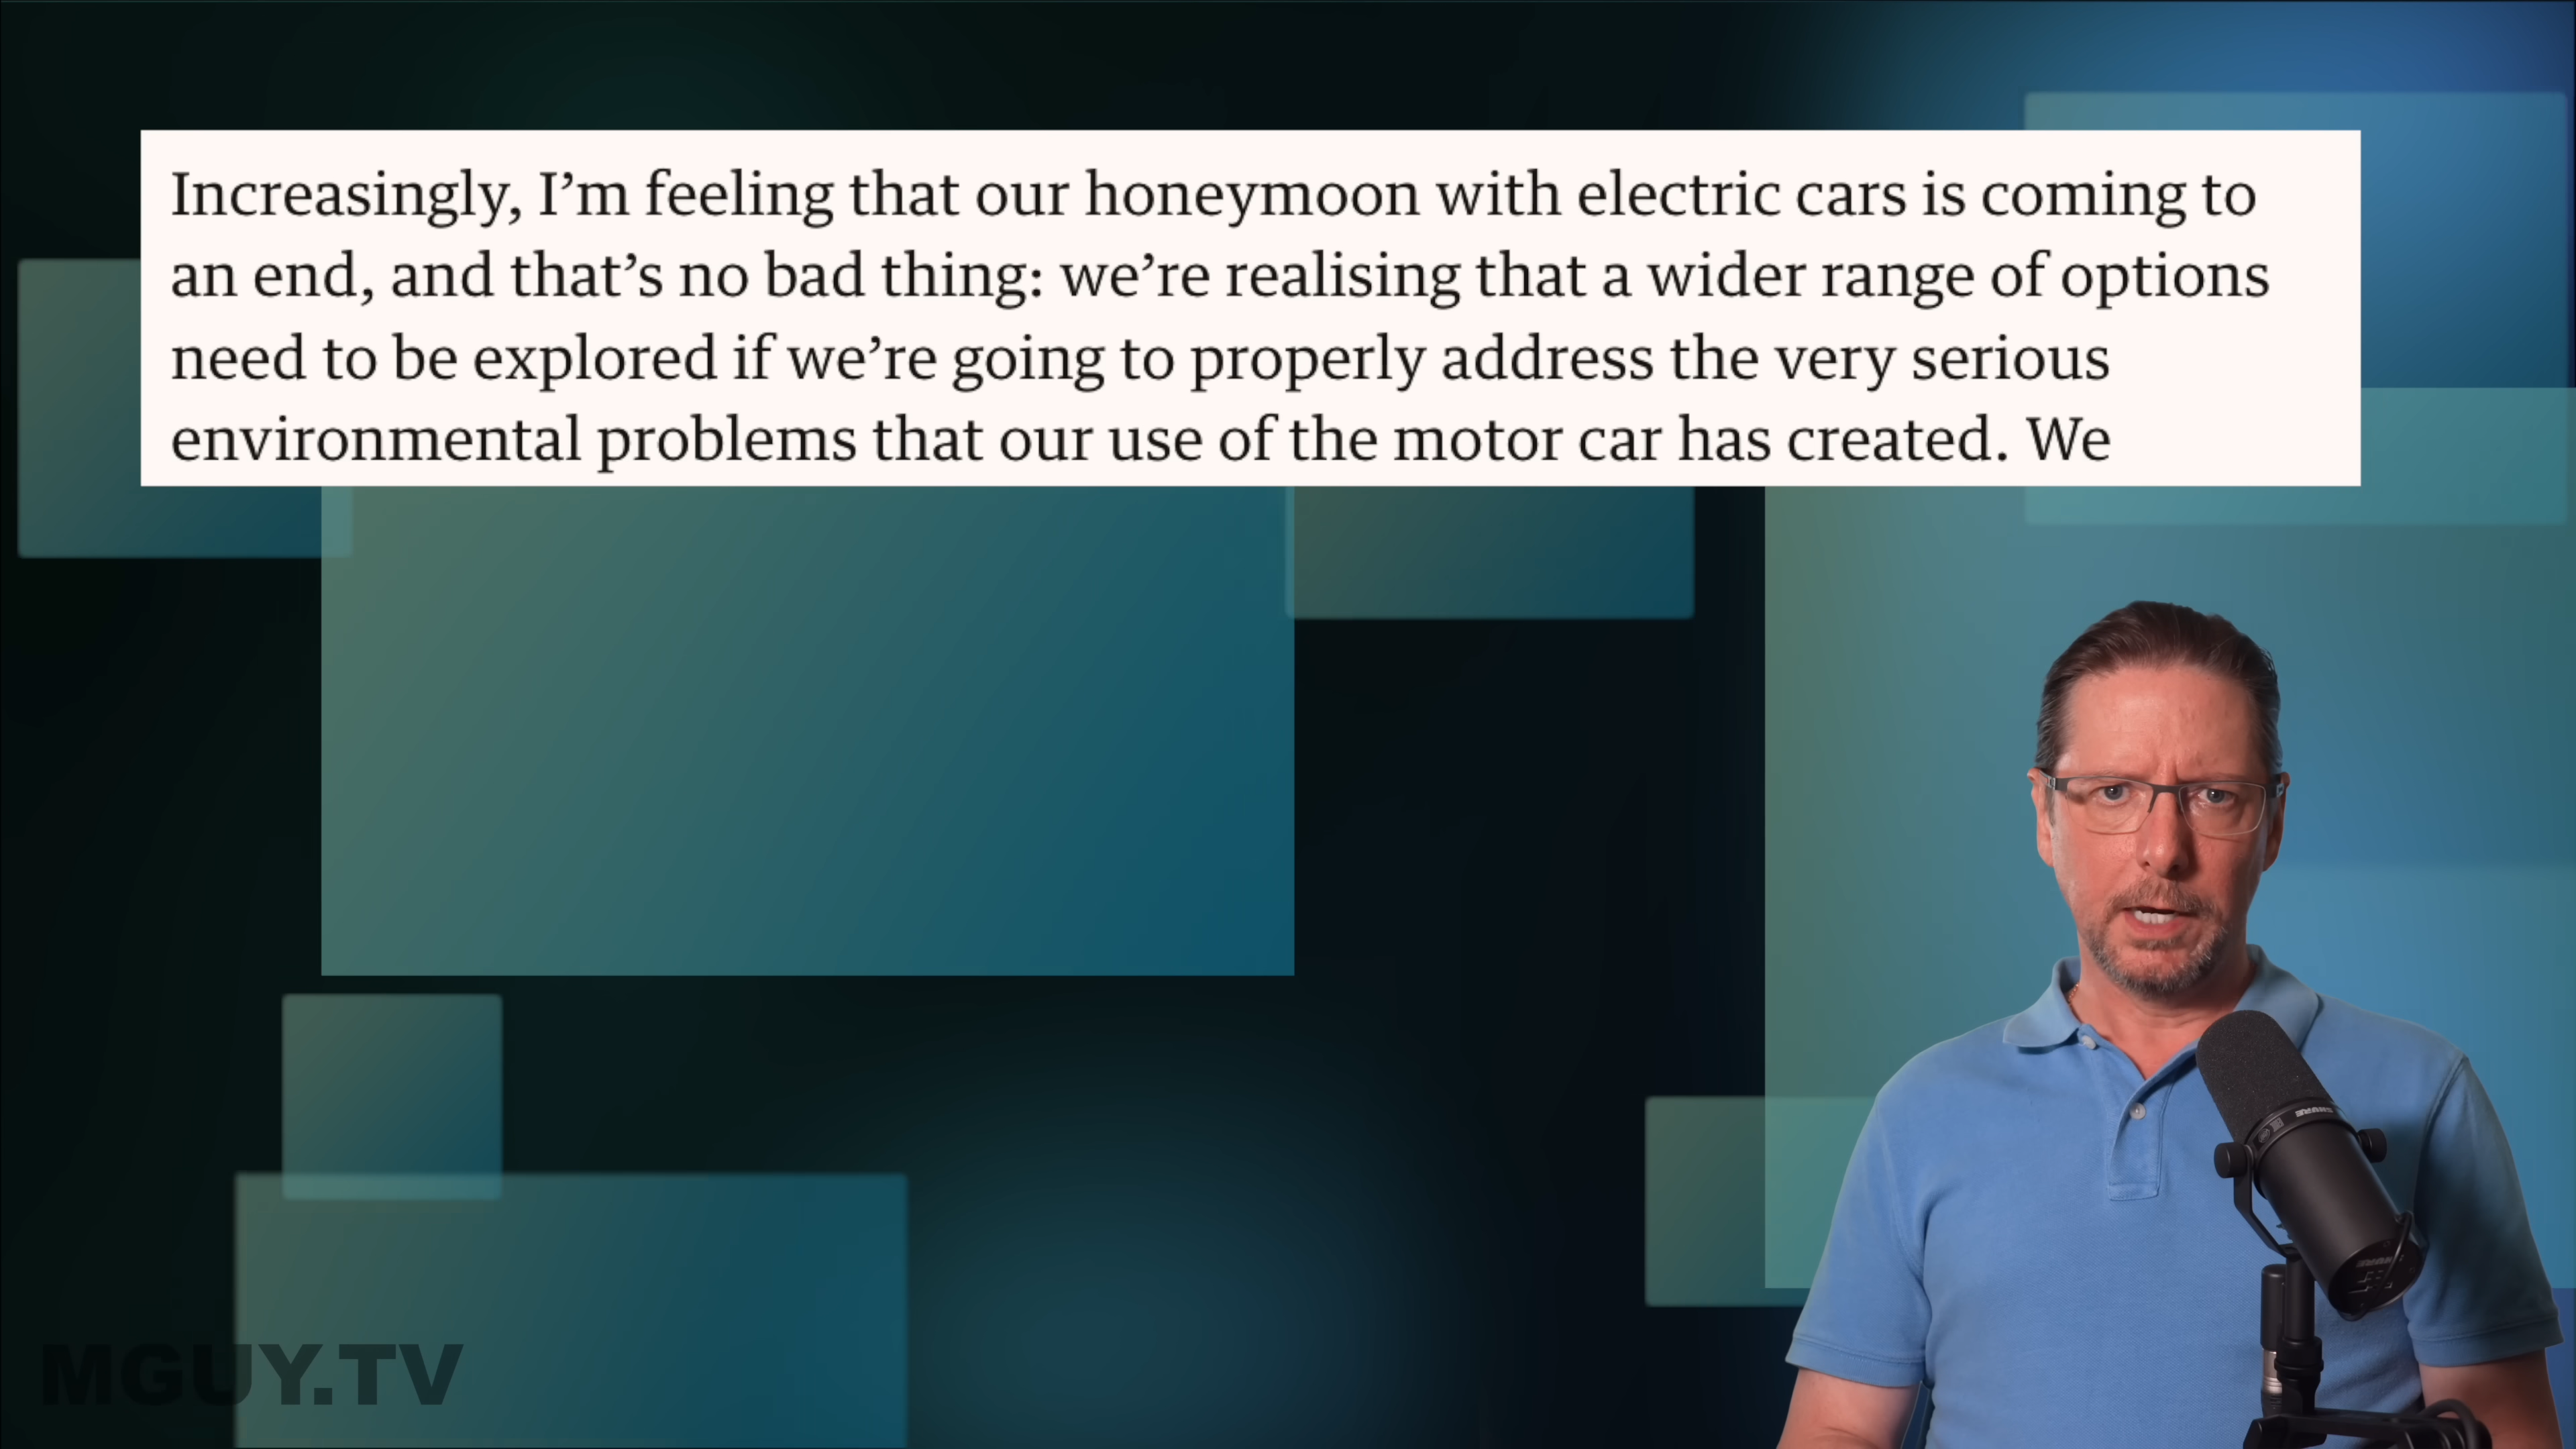 Increasingly, I’m feeling that our honeymoon with electric cars is coming to
an end, and that’s no bad thing: we’re realising that a wider range of options
need to be explored if we’re going to properly address the very serious
environmental problems that our use of the motor car has created. We
SHURE
MGUY.TV